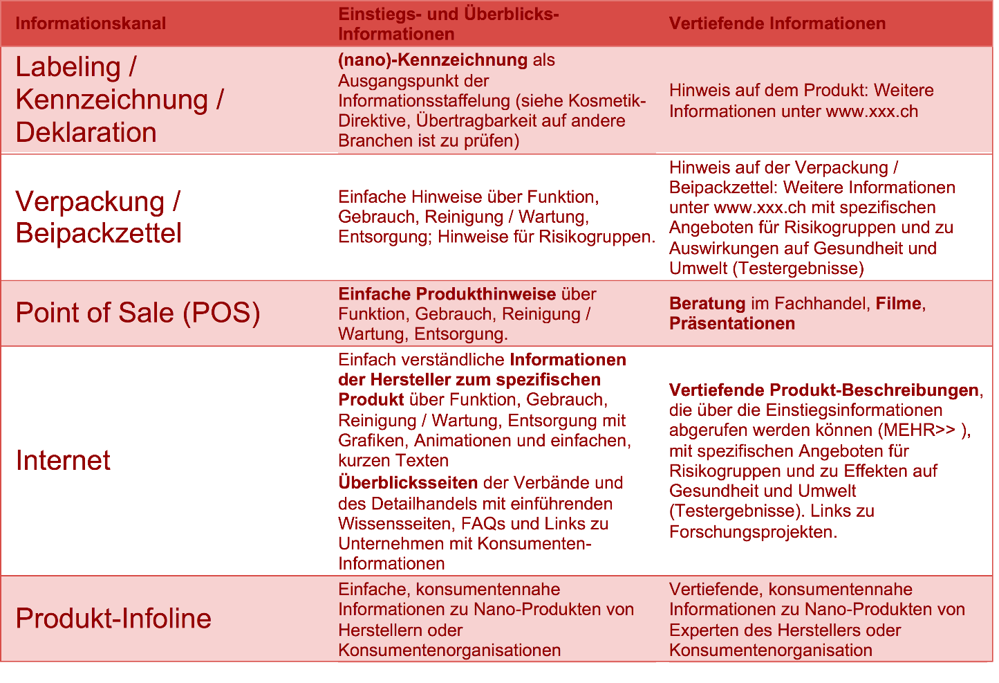 Informationskanal
Einstiegs- und Überblicks-
Informationen
Vertiefende Informationen
Labeling /
Kennzeichnung /
Deklaration
(nano)-Kennzeichnung als
Ausgangspunkt der
Informationsstaffelung (siehe Kosmetik-
Direktive, Übertragbarkeit auf andere
Branchen ist zu prüfen)
Hinweis auf dem Produkt: Weitere
Informationen unter www.xxx.ch
Verpackung /
Beipackzettel
Einfache Hinweise über Funktion,
Gebrauch, Reinigung / Wartung,
Entsorgung; Hinweise für Risikogruppen.
Hinweis auf der Verpackung /
Beipackzettel: Weitere Informationen
unter www.xxx.ch mit spezifischen
Angeboten für Risikogruppen und zu
Auswirkungen auf Gesundheit und
Umwelt (Testergebnisse)
Point of Sale (POS)
Einfache Produkthinweise über
Funktion, Gebrauch, Reinigung /
Wartung, Entsorgung.
Beratung im Fachhandel, Filme,
Präsentationen
Internet
Einfach verständliche Informationen
der Hersteller zum spezifischen
Produkt über Funktion, Gebrauch,
Reinigung / Wartung, Entsorgung mit
Grafiken, Animationen und einfachen,
kurzen Texten
Überblicksseiten der Verbände und
des Detailhandels mit einführenden
Wissensseiten, FAQs und Links zu
Unternehmen mit Konsumenten-
Informationen
Vertiefende Produkt-Beschreibungen,
die über die Einstiegsinformationen
abgerufen werden können (MEHR>> ),
mit spezifischen Angeboten für
Risikogruppen und zu Effekten auf
Gesundheit und Umwelt
(Testergebnisse). Links zu
Forschungsprojekten.
Produkt-Infoline
Einfache, konsumentennahe
Informationen zu Nano-Produkten von
Herstellern oder
Konsumentenorganisationen
Vertiefende, konsumentennahe
Informationen zu Nano-Produkten von
Experten des Herstellers oder
Konsumentenorganisation